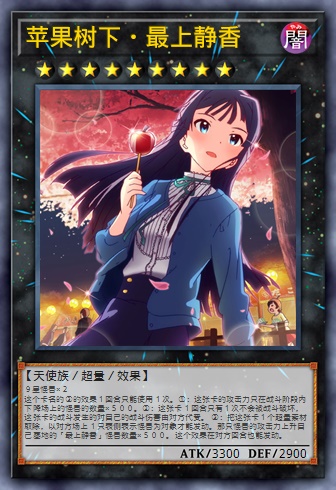 苹果树下・最上静香
闇
【天使族／超量／效果】
９星怪兽×２
这个卡名的②的效果１回合只能使用１次。①：这张卡的攻击力只在战斗阶段内
下降场上的怪兽的数量×５００。②：这张卡１回合只有１次不会被战斗破坏，
这张卡的战斗发生的对自己的战斗伤害由对方代受。③：把这张卡１个超量素材
取除，以对方场上１只表侧表示怪兽为对象才能发动。那只怪兽的攻击力上升自
己墓地的「最上静香」怪兽数量×５００。这个效果在对方回合也能发动。
ATK/3300 DEF/2900